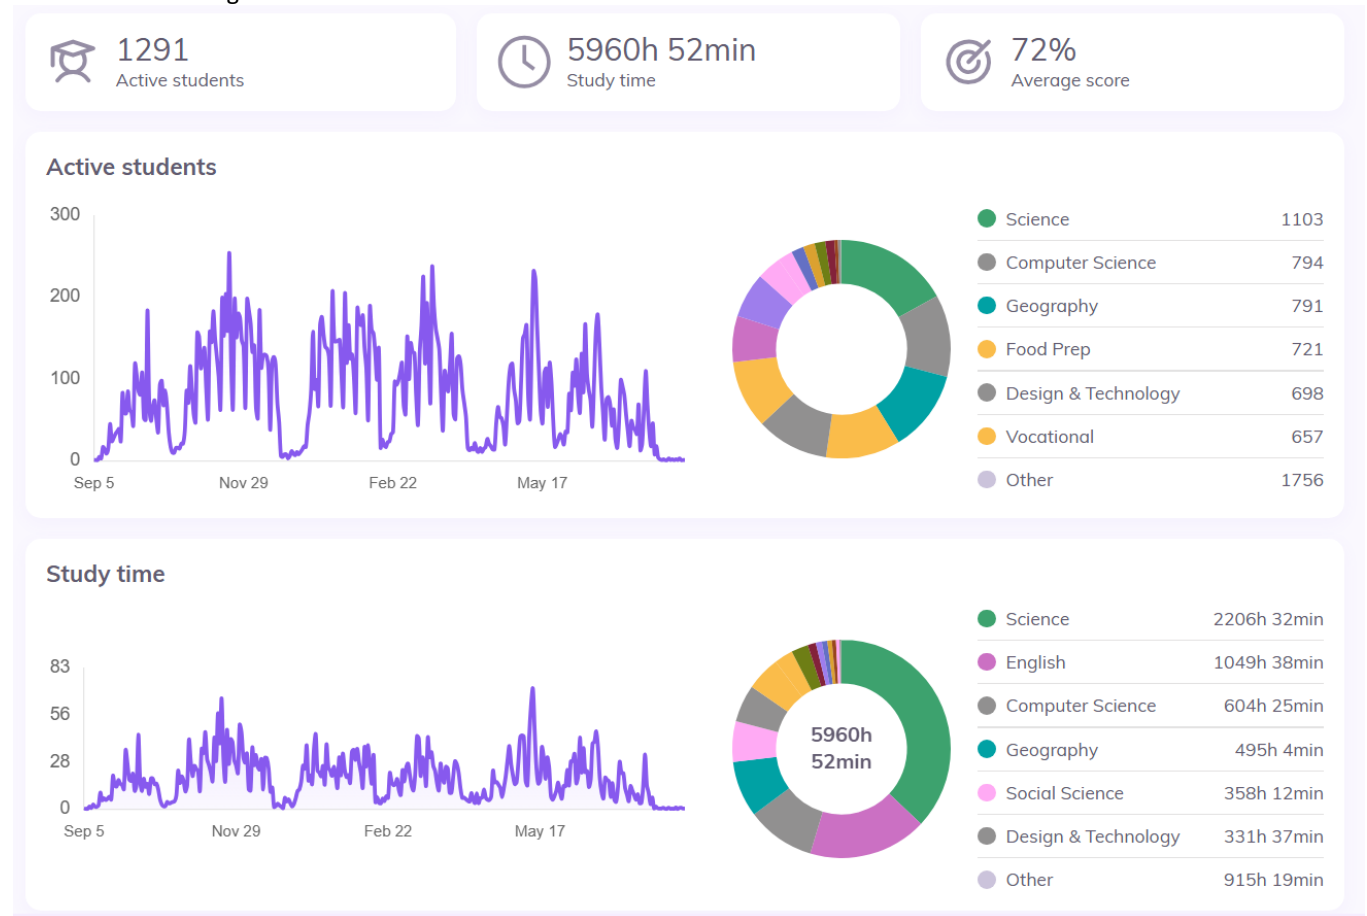 1291
Active students
5960h 52min
Study time
72%
Average score
Active students
300
200
100
0
Sep 5
Nov 29
Feb 22
May 17
Science 1103
Computer Science 794
Geography 791
Food Prep 721
Design & Technology 698
Vocational 657
Other 1756
Study time
83
56
28
0
Sep 5
Nov 29
Feb 22
May 17
5960h
52min
Science 2206h 32min
English 1049h 38min
Computer Science 604h 25min
Geography 495h 4min
Social Science 358h 12min
Design & Technology 331h 37min
Other 915h 19min